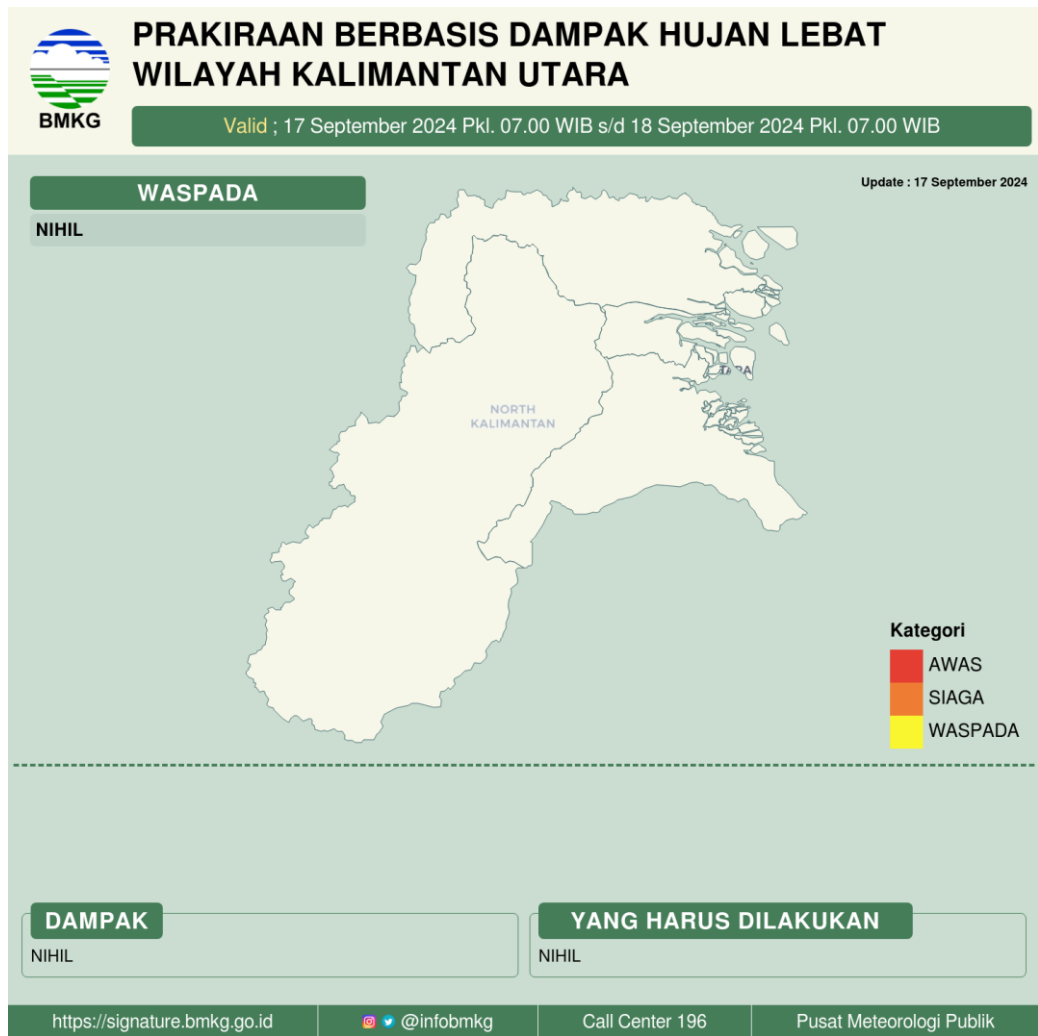 PRAKIRAAN BERBASIS DAMPAK HUJAN LEBAT
WILAYAH KALIMANTAN UTARA
BMKG
Valid ; 17 September 2024 Pkl. 07.00 WIB s/d 18 September 2024 Pkl. 07.00 WIB
Update : 17 September 2024
WASPADA
NIHIL
NORTH
KALIMANTAN
Kategori
AWAS
SIAGA
WASPADA
DAMPAK
NIHIL
YANG HARUS DILAKUKAN
NIHIL
https://signature.bmkg.go.id
@infobmkg
Call Center 196
Pusat Meteorologi Publik